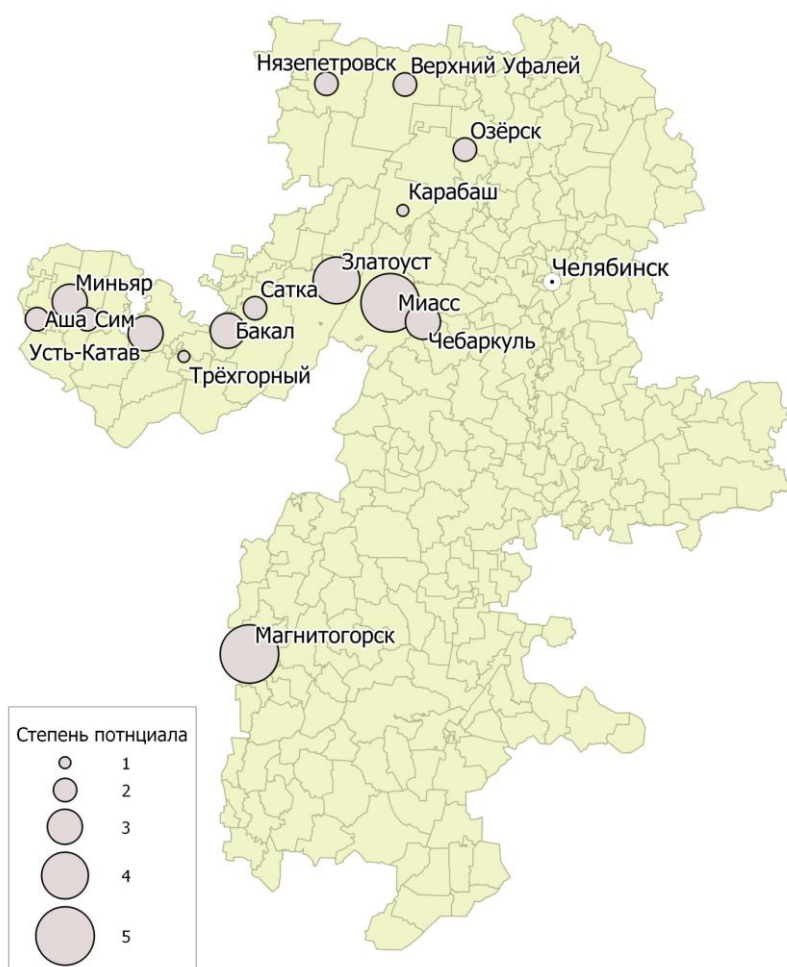 Нязепетровск
Верхний Уфалей
Озёрск
Карабаш
Златоуст
Челябинск
Миньяр
Сатка
Миасс
Аша Сим
Бакал
Чебаркуль
Усть-Катав
Трёхгорный
Магнитогорск
Степень потнциала
1
2
3
4
5